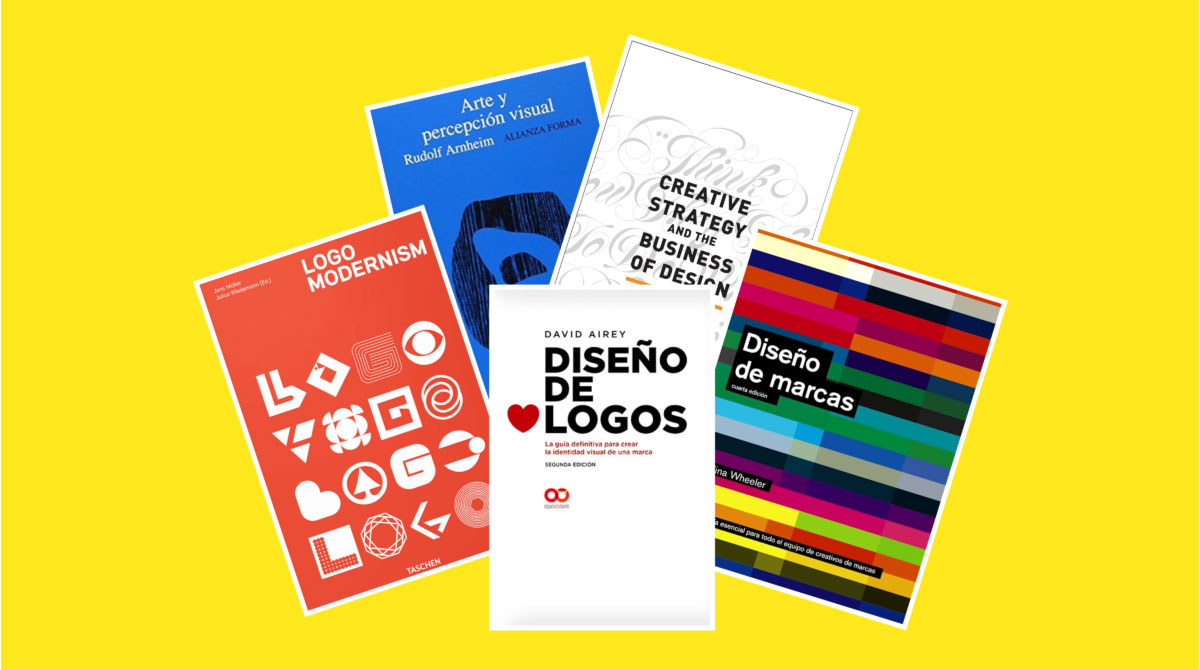 Jens Müller
Julius Wiedemann (Ed.)
LOGO
MODERNISM
TASCHEN
Arte y
percepción visual
Rudolf Arnheim
ALIANZA FORMA
Think
CREATIVE
STRATEGY
AND THE
BUSINESS
OF DESIGN
DAVID AIREY
DISEÑO
DE
LOGOS
La guía definitiva para crear
la identidad visual de una marca
SEGUNDA EDICIÓN
Diseño
de marcas
cuarta edición
ina Wheeler
esencial para todo el equipo de creativos de marcas